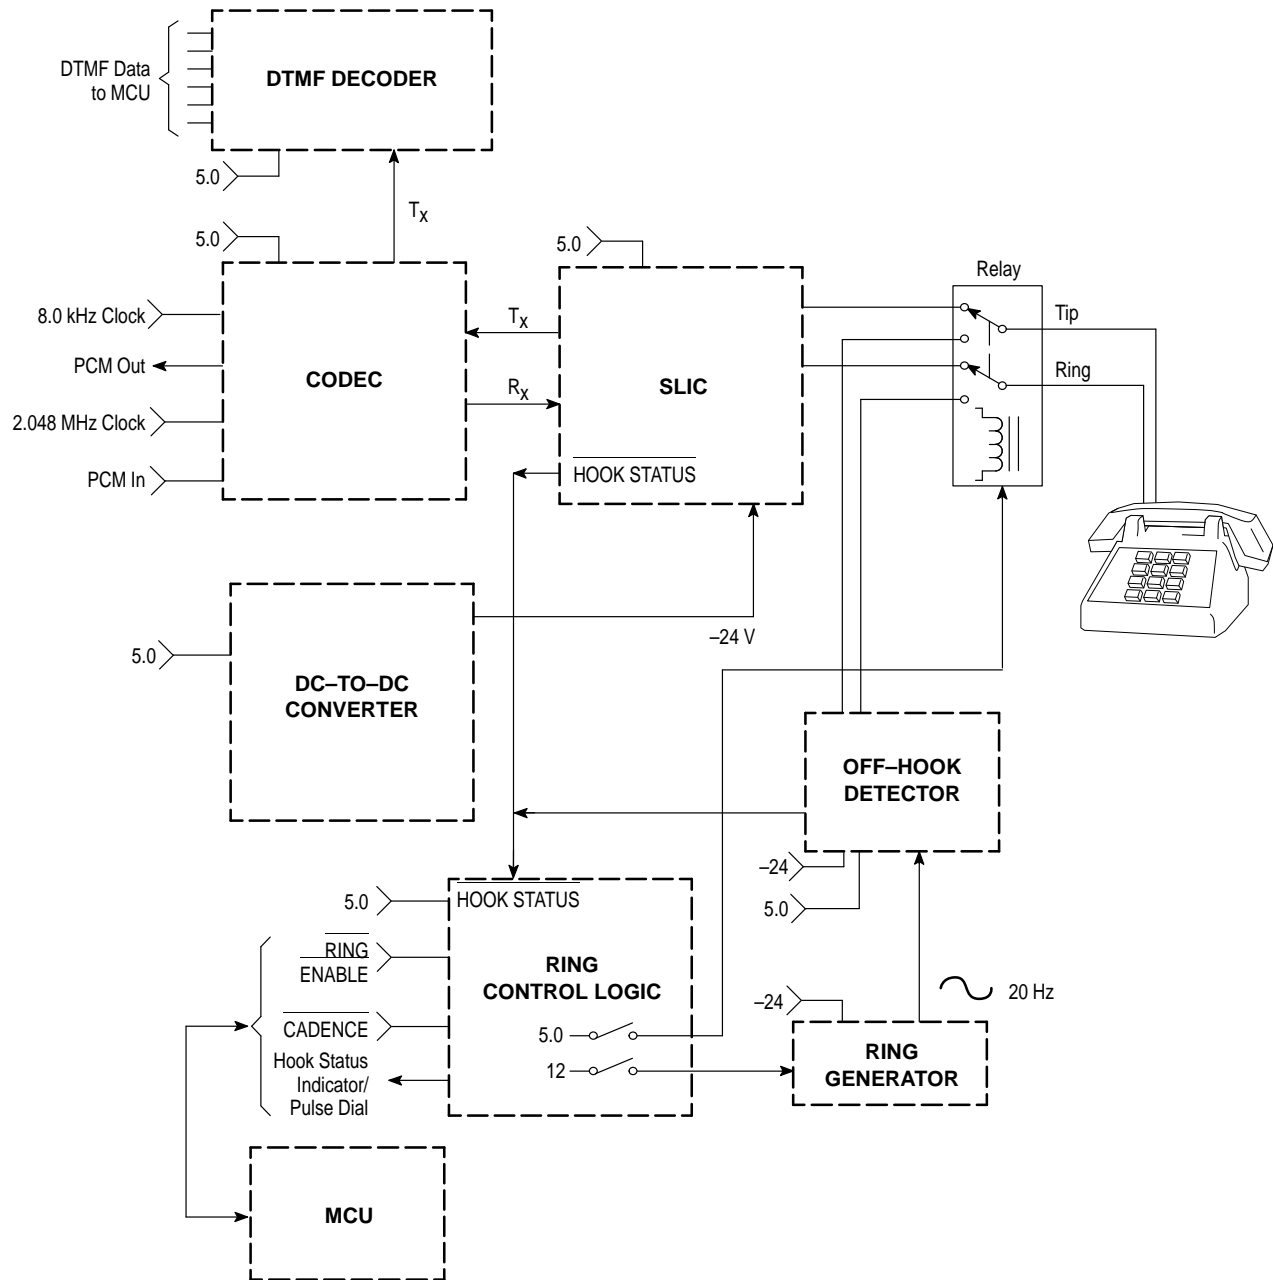 DTMF Data
to MCU
DTMF DECODER
5.0
Tx
5.0
5.0
Relay
8.0 kHz Clock
PCM Out
2.048 MHz Clock
PCM In
CODEC
Tx
Rx
SLIC
HOOK STATUS
Tip
Ring
5.0
DC–TO–DC
CONVERTER
–24 V
OFF–HOOK
DETECTOR
–24
5.0
5.0
HOOK STATUS
RING
ENABLE
CADENCE
Hook Status
Indicator/
Pulse Dial
RING
CONTROL LOGIC
5.0
12
–24
20 Hz
RING
GENERATOR
MCU